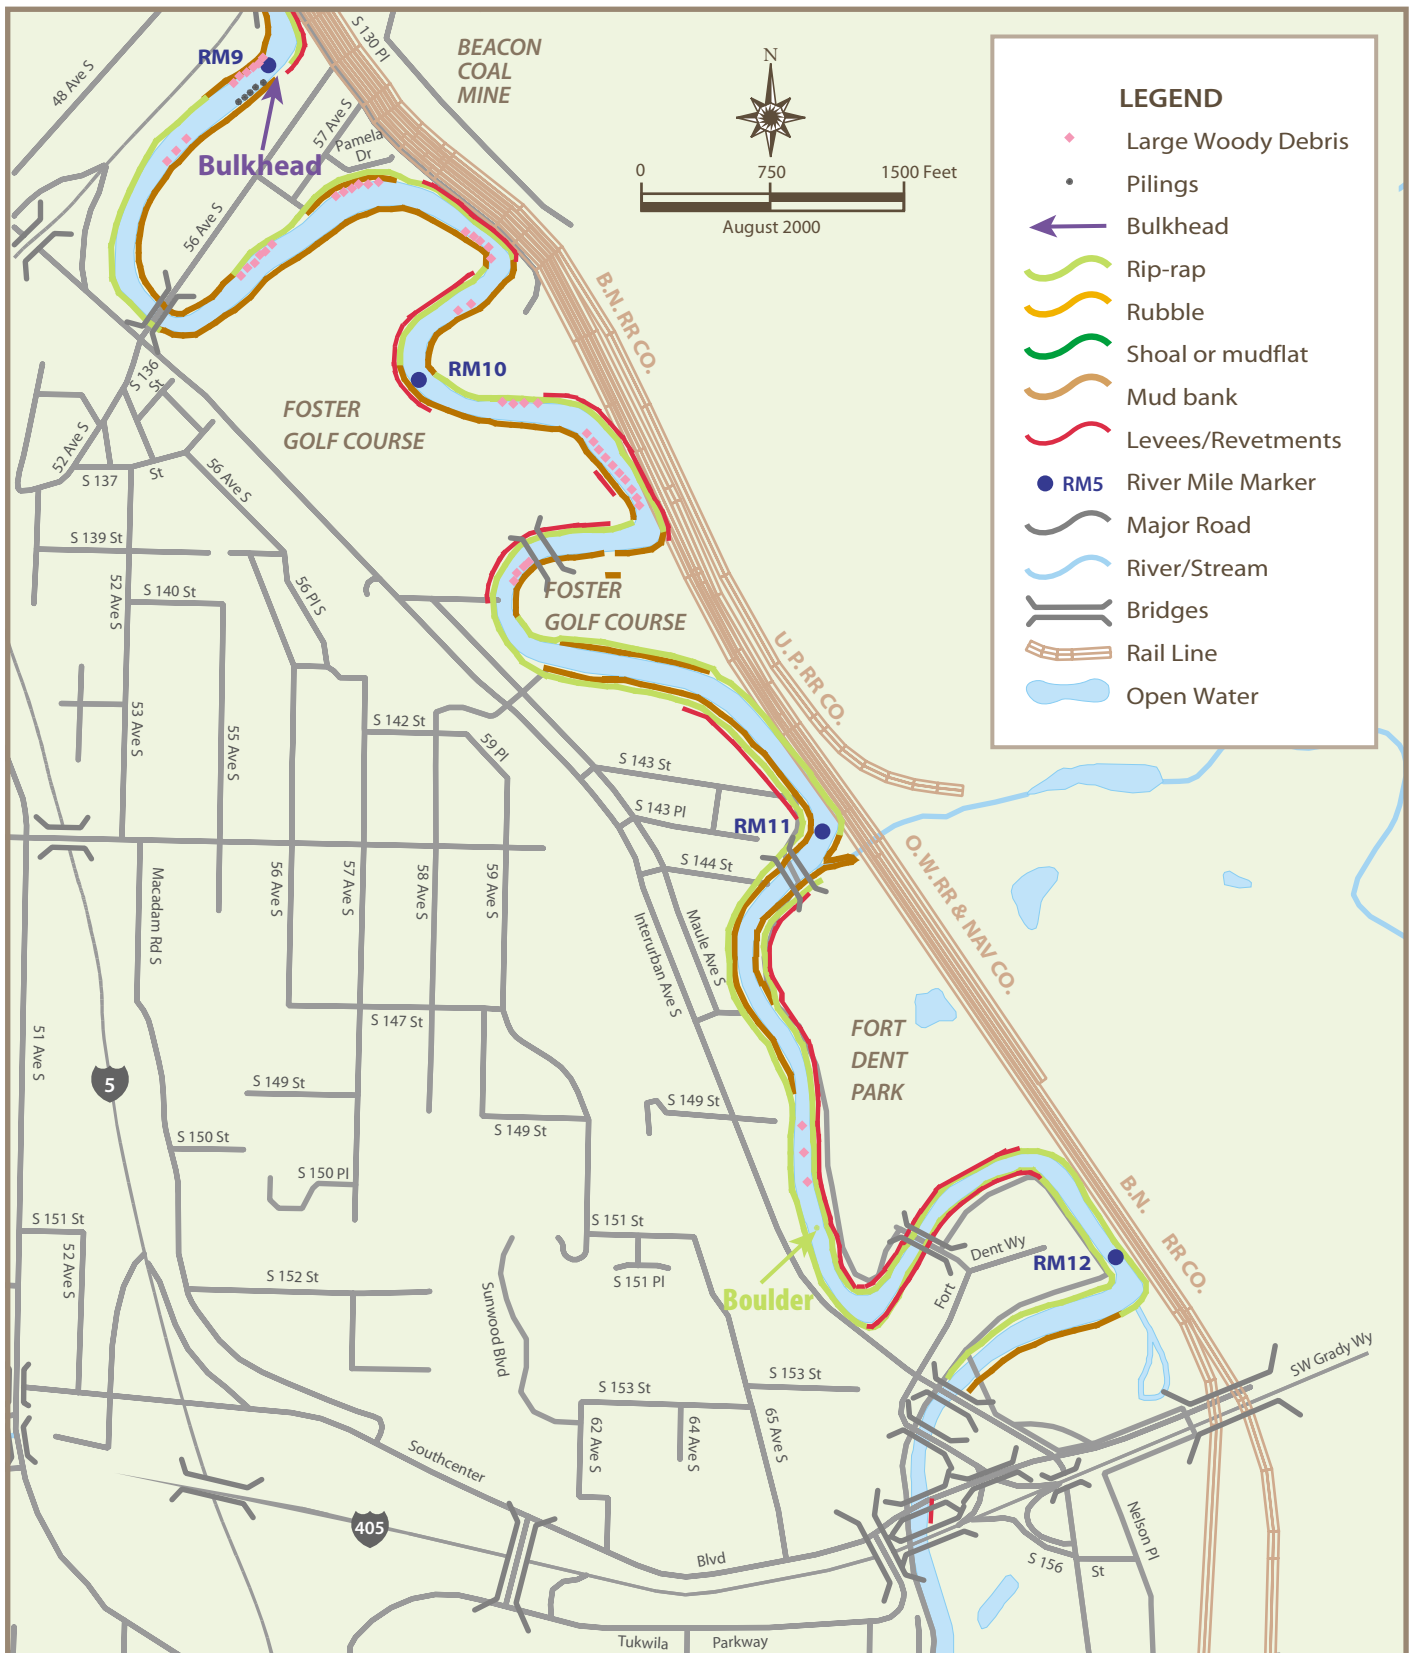 RM9
S 130 Pl
BEACON
COAL
MINE
48 Ave S
57 Ave S
Pamela
Dr
Bulkhead
56 Ave S
N
0
750
1500 Feet
August 2000
LEGEND
Large Woody Debris
Pilings
Bulkhead
Rip-rap
Rubble
Shoal or mudflat
Mud bank
Levees/Revetments
RM5
River Mile Marker
Major Road
River/Stream
Bridges
Rail Line
Open Water
B.N. RR CO.
RM10
S 136
St
FOSTER
GOLF COURSE
52 Ave S
S 137
St
56 Ave S
S 139 St
52 Ave S
S 140 St
56 Pl S
FOSTER
GOLF COURSE
U.P. RR CO.
53 Ave S
55 Ave S
S 142 St
59 Pl
S 143 St
S 143 Pl
RM11
S 144 St
O.W. RR & NAV CO.
Macadam Rd S
56 Ave S
57 Ave S
58 Ave S
59 Ave S
Interurban Ave S
Maule Ave S
51 Ave S
S 147 St
FORT
DENT
PARK
5
S 149 St
S 149 St
S 149 St
S 150 St
S 150 Pl
B.N.
RR CO.
S 151 St
52 Ave S
S 151 St
S 151 Pl
S 152 St
Sunwood Blvd
Boulder
Dent Wy
Fort
RM12
SW Grady Wy
S 153 St
S 153 St
62 Ave S
64 Ave S
65 Ave S
Southcenter
Blvd
405
Nelson Pl
S 156
St
Tukwila
Parkway